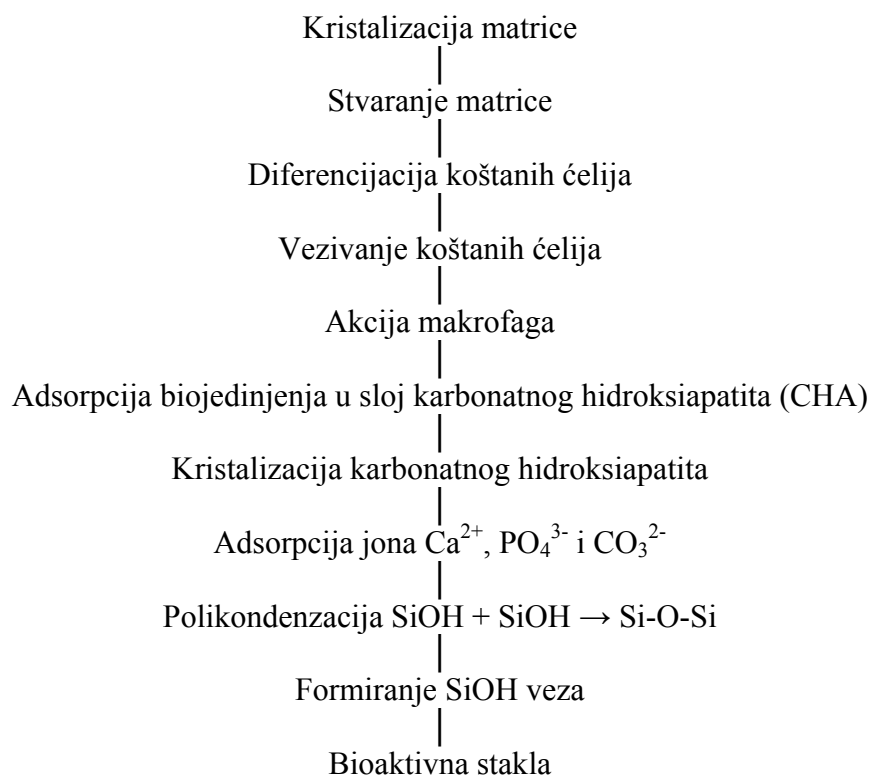 Kristalizacija matrice
Stvaranje matrice
Diferencijacija koštanih ćelija
Vezivanje koštanih ćelija
Akcija makrofaga
Adsorpcija biojedinjenja u sloj karbonatnog hidroksiapatita (CHA)
Kristalizacija karbonatnog hidroksiapatita
Adsorpcija jona Ca²⁺, PO₄³⁻ i CO₃²⁻
Polikondenzacija SiOH + SiOH → Si-O-Si
Formiranje SiOH veza
Bioaktivna stakla